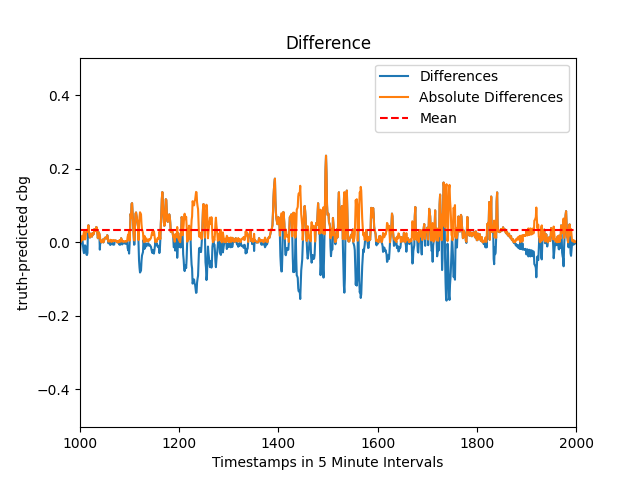 Difference
Differences
Absolute Differences
Mean
truth-predicted cbg
0.4
0.2
0.0
−0.2
−0.4
1000 1200 1400 1600 1800 2000
Timestamps in 5 Minute Intervals